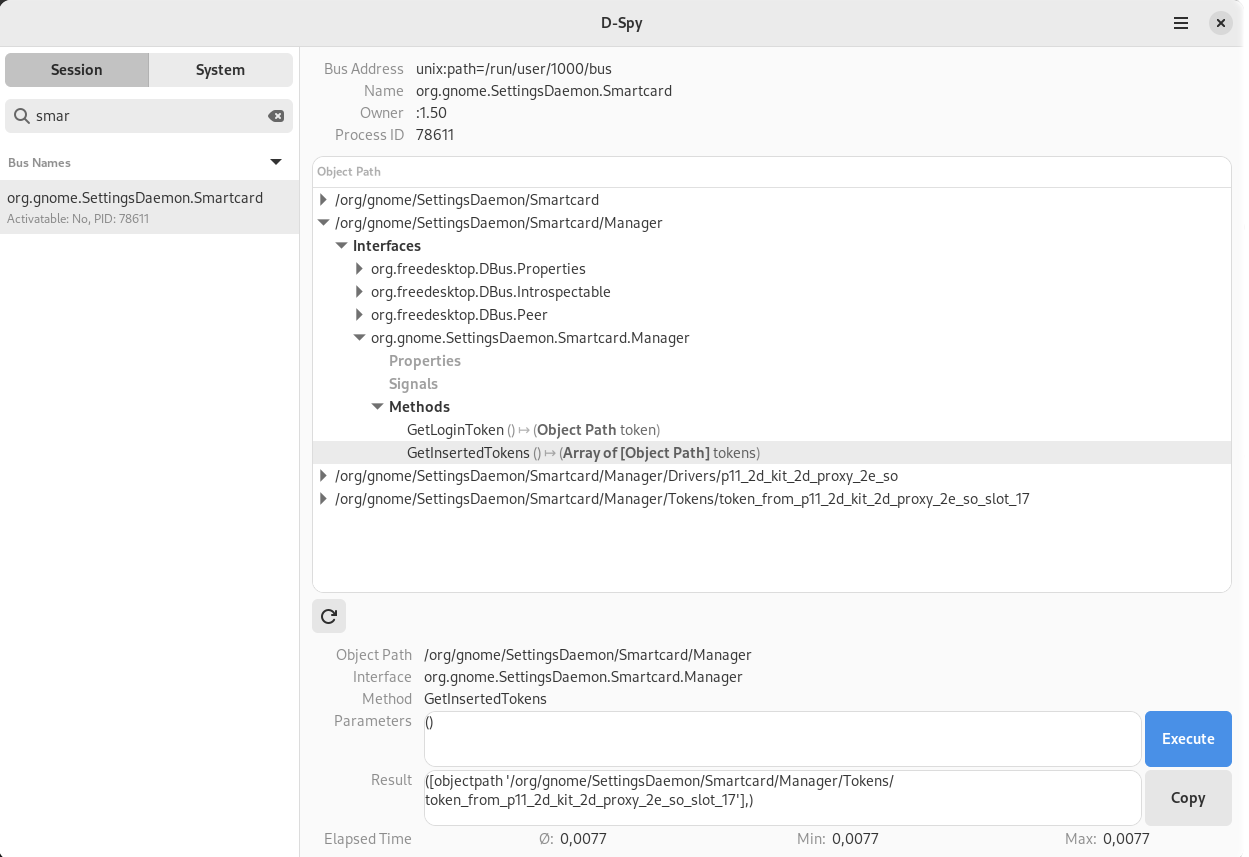 D-Spy
Session System
smar
Bus Names
org.gnome.SettingsDaemon.Smartcard
Activatable: No, PID: 78611
Bus Address unix:path=/run/user/1000/bus
Name org.gnome.SettingsDaemon.Smartcard
Owner :1.50
Process ID 78611
Object Path
/org/gnome/SettingsDaemon/Smartcard
/org/gnome/SettingsDaemon/Smartcard/Manager
Interfaces
org.freedesktop.DBus.Properties
org.freedesktop.DBus.Introspectable
org.freedesktop.DBus.Peer
org.gnome.SettingsDaemon.Smartcard.Manager
Properties
Signals
Methods
GetLoginToken () ↦ (Object Path token)
GetInsertedTokens () ↦ (Array of [Object Path] tokens)
/org/gnome/SettingsDaemon/Smartcard/Manager/Drivers/p11_2d_kit_2d_proxy_2e_so
/org/gnome/SettingsDaemon/Smartcard/Manager/Tokens/token_from_p11_2d_kit_2d_proxy_2e_so_slot_17
Object Path /org/gnome/SettingsDaemon/Smartcard/Manager
Interface org.gnome.SettingsDaemon.Smartcard.Manager
Method GetInsertedTokens
Parameters ()
Execute
Result ([objectpath '/org/gnome/SettingsDaemon/Smartcard/Manager/Tokens/
token_from_p11_2d_kit_2d_proxy_2e_so_slot_17'],)
Copy
Elapsed Time Ø: 0,0077 Min: 0,0077 Max: 0,0077